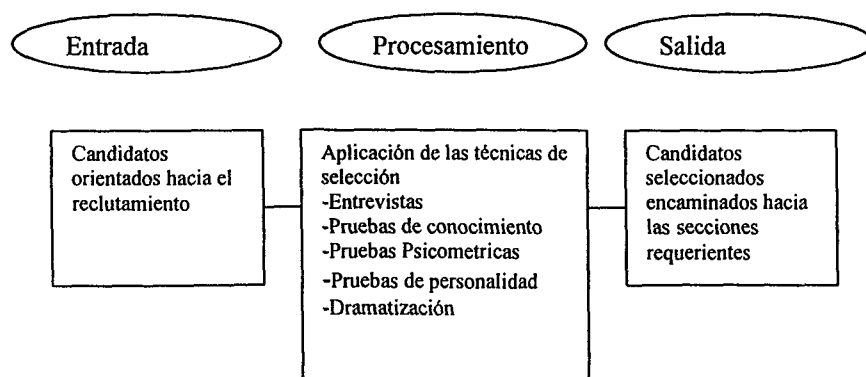 Entrada
Procesamiento
Salida
Candidatos
orientados hacia el
reclutamiento
Aplicación de las técnicas de
selección
-Entrevistas
-Pruebas de conocimiento
-Pruebas Psicometricas
-Pruebas de personalidad
-Dramatización
Candidatos
seleccionados
encaminados hacia
las secciones
requerientes